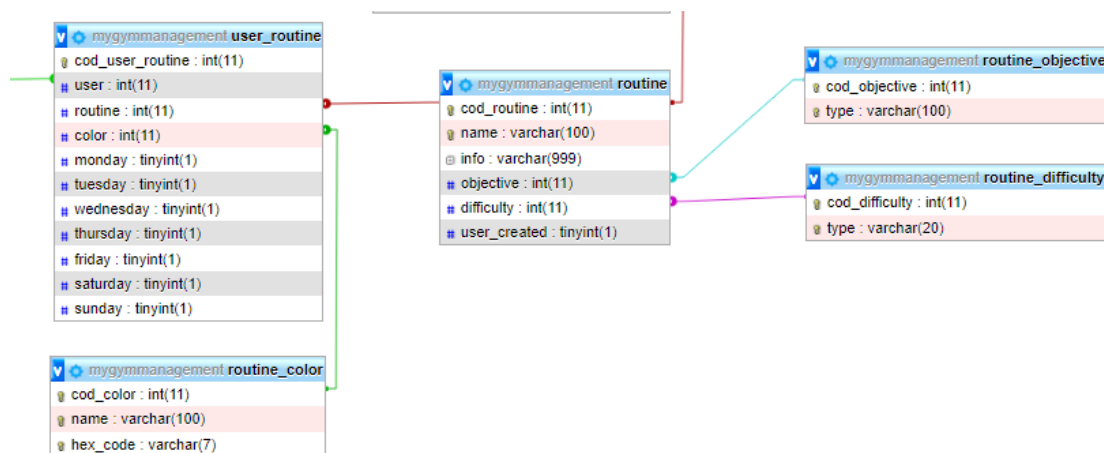 mygymmanagement user_routine
cod_user_routine : int(11)
user : int(11)
routine : int(11)
color : int(11)
monday : tinyint(1)
tuesday : tinyint(1)
wednesday : tinyint(1)
thursday : tinyint(1)
friday : tinyint(1)
saturday : tinyint(1)
sunday : tinyint(1)
mygymmanagement routine_color
cod_color : int(11)
name : varchar(100)
hex_code : varchar(7)
mygymmanagement routine
cod_routine : int(11)
name : varchar(100)
info : varchar(999)
objective : int(11)
difficulty : int(11)
user_created : tinyint(1)
mygymmanagement routine_objective
cod_objective : int(11)
type : varchar(100)
mygymmanagement routine_difficulty
cod_difficulty : int(11)
type : varchar(20)